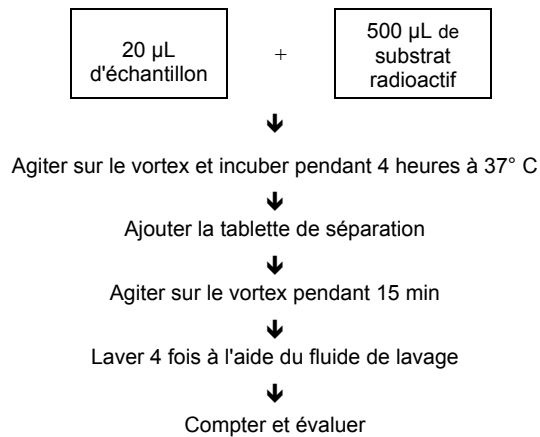 20 µL
d'échantillon
+
500 µL de
substrat
radioactif
Agiter sur le vortex et incuber pendant 4 heures à 37° C
Ajouter la tablette de séparation
Agiter sur le vortex pendant 15 min
Laver 4 fois à l'aide du fluide de lavage
Compter et évaluer